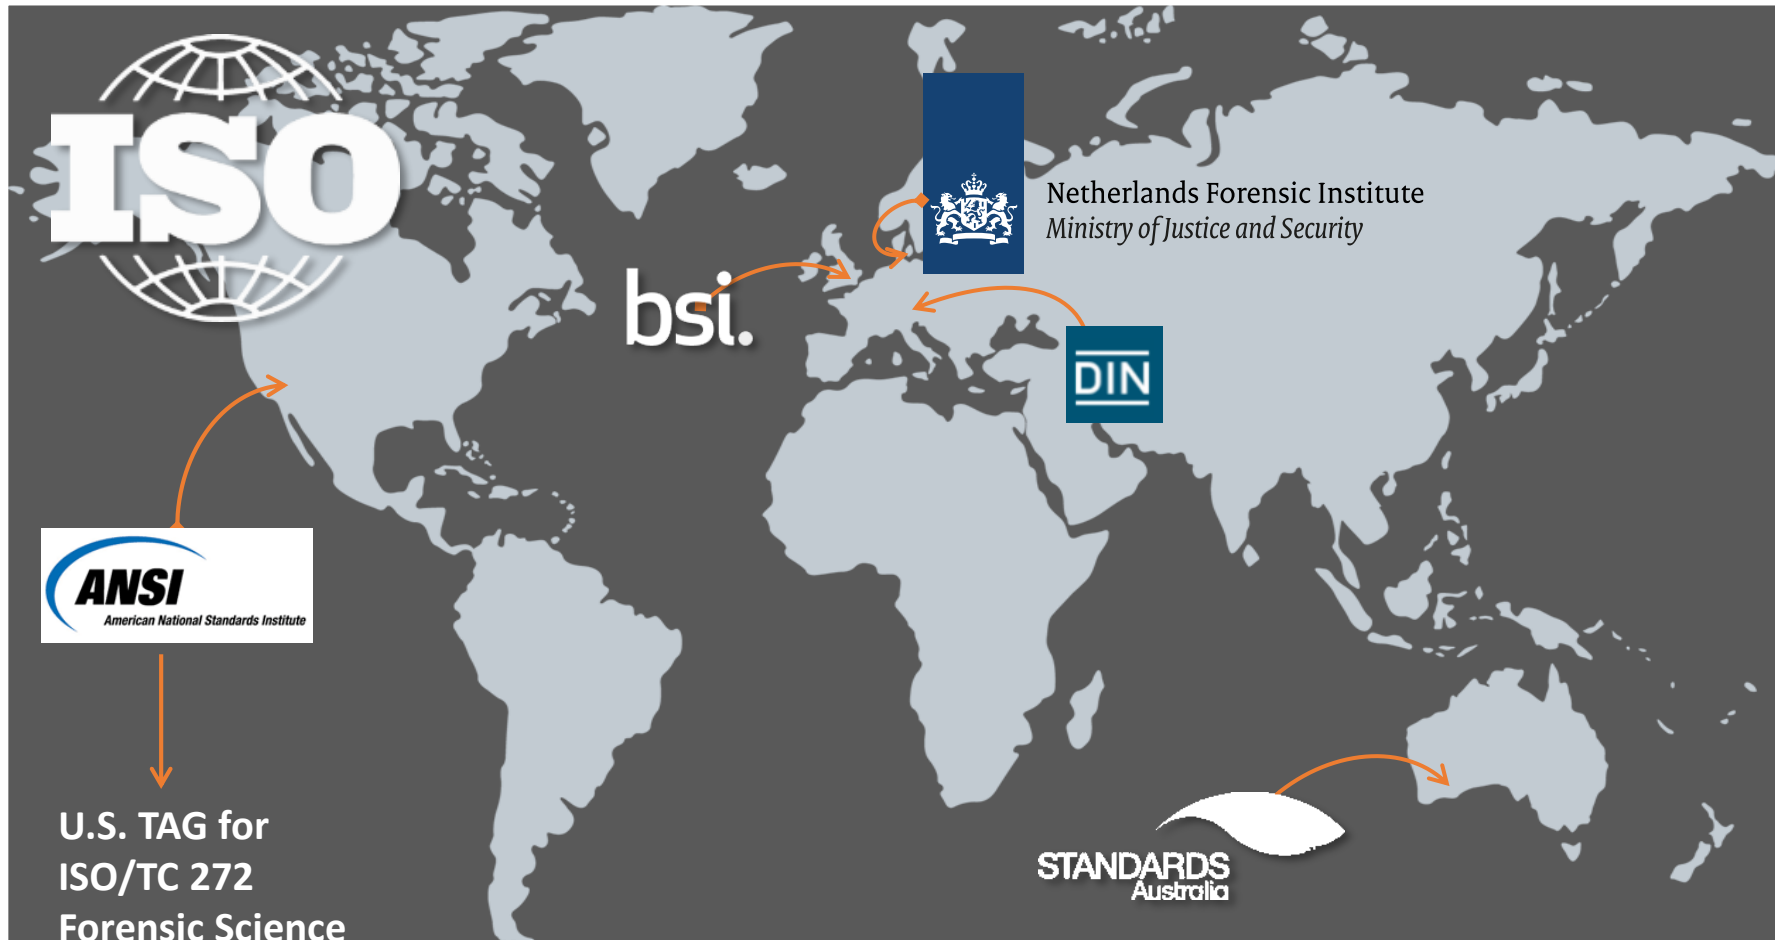 ISO
Netherlands Forensic Institute
Ministry of Justice and Security
bsi.
DIN
ANSI
American National Standards Institute
U.S. TAG for
ISO/TC 272
Forensic Science
STANDARDS
Australia